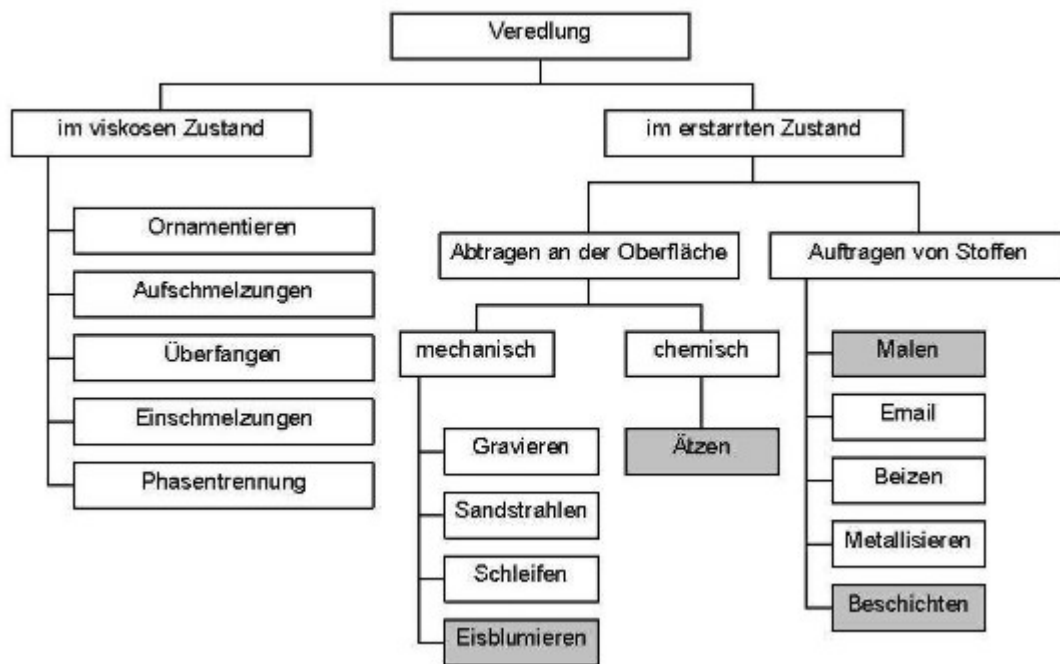 Veredlung
im viskosen Zustand
im erstarrten Zustand
Ornamentieren
Aufschmelzungen
Überfangen
Einschmelzungen
Phasentrennung
Abtragen an der Oberfläche
Auftragen von Stoffen
mechanisch
chemisch
Gravieren
Sandstrahlen
Schleifen
Eisblumieren
Ätzen
Malen
Email
Beizen
Metallisieren
Beschichten